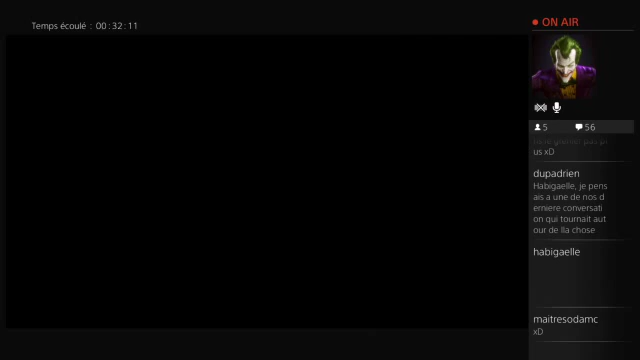 Temps écoulé : 00:32:11
ON AIR
5 56
us xD
dupadrien
Habigaelle, je pens
ais a une de nos d
erniere conversati
on qui tournait aut
our de lla chose
habigaelle
maitresodamc
xD